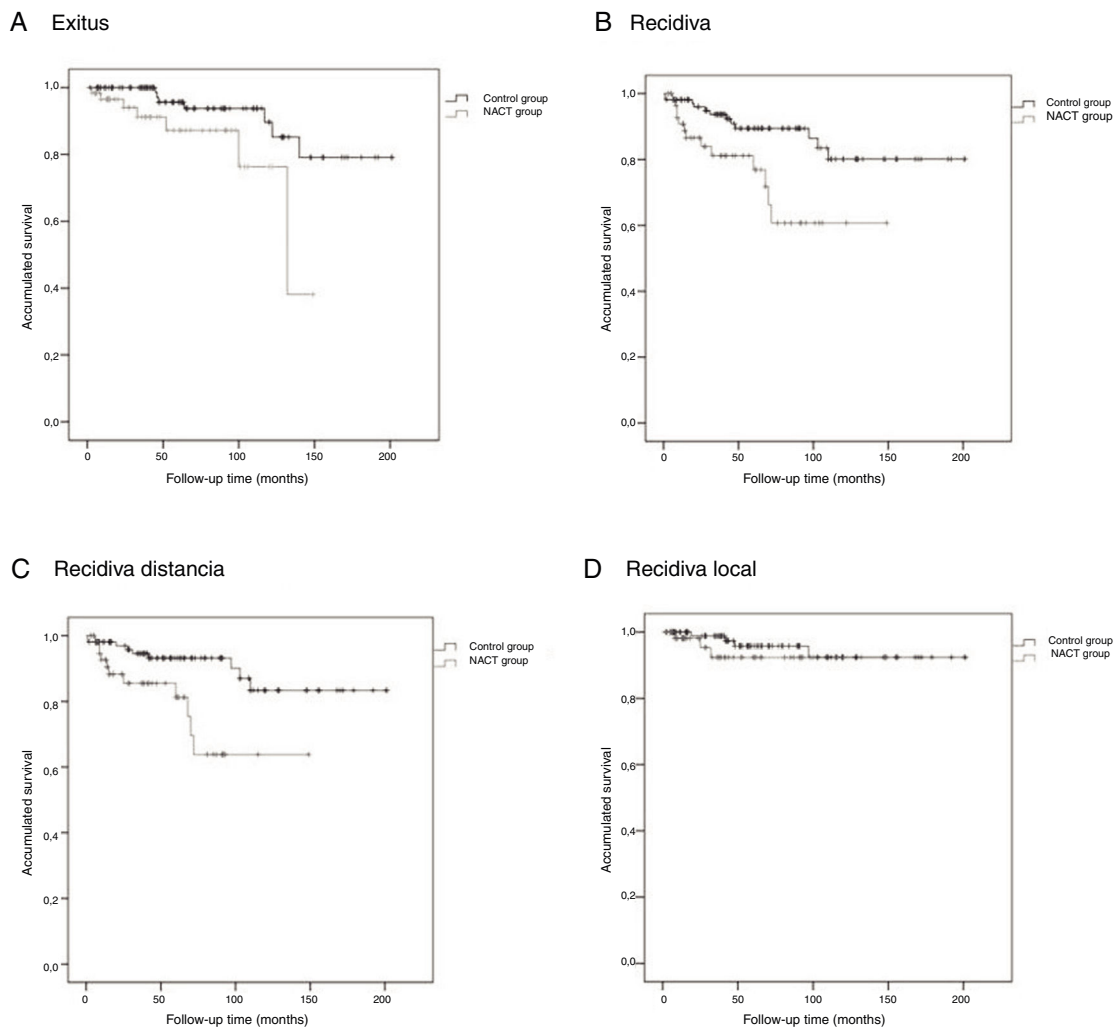 A Exitus
1,0
0,8
0,6
0,4
0,2
0,0
Accumulated survival
0 50 100 150 200
Follow-up time (months)
Control group
NACT group
B Recidiva
1,0
0,8
0,6
0,4
0,2
0,0
Accumulated survival
0 50 100 150 200
Follow-up time (months)
Control group
NACT group
C Recidiva distancia
1,0
0,8
0,6
0,4
0,2
0,0
Accumulated survival
0 50 100 150 200
Follow-up time (months)
Control group
NACT group
D Recidiva local
1,0
0,8
0,6
0,4
0,2
0,0
Accumulated survival
0 50 100 150 200
Follow-up time (months)
Control group
NACT group